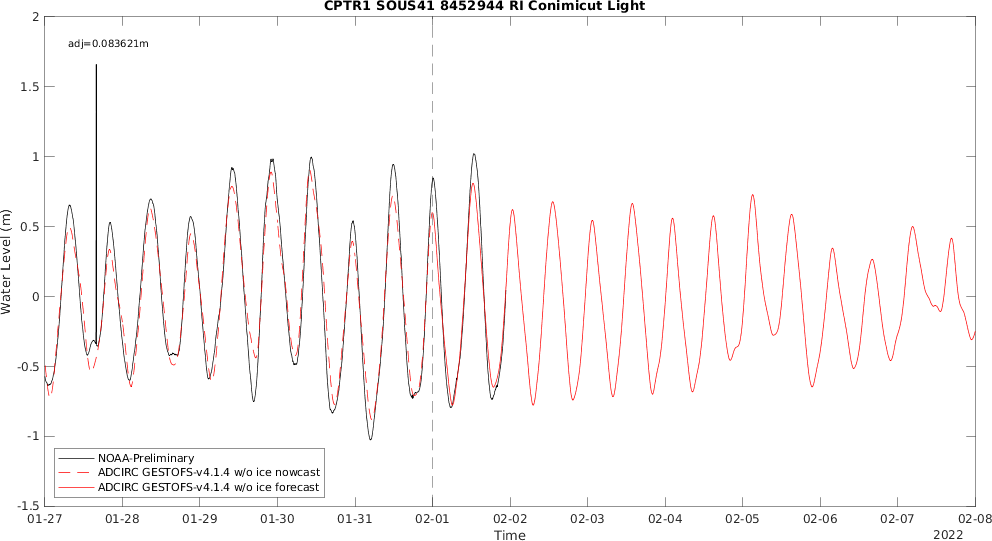 CPTR1 SOUS41 8452944 RI Conimicut Light
adj=0.083621m
2
1.5
1
0.5
0
-0.5
-1
-1.5
Water Level (m)
NOAA-Preliminary
ADCIRC GESTOFS-v4.1.4 w/o ice nowcast
ADCIRC GESTOFS-v4.1.4 w/o ice forecast
01-27 01-28 01-29 01-30 01-31 02-01 02-02 02-03 02-04 02-05 02-06 02-07 02-08
Time
2022